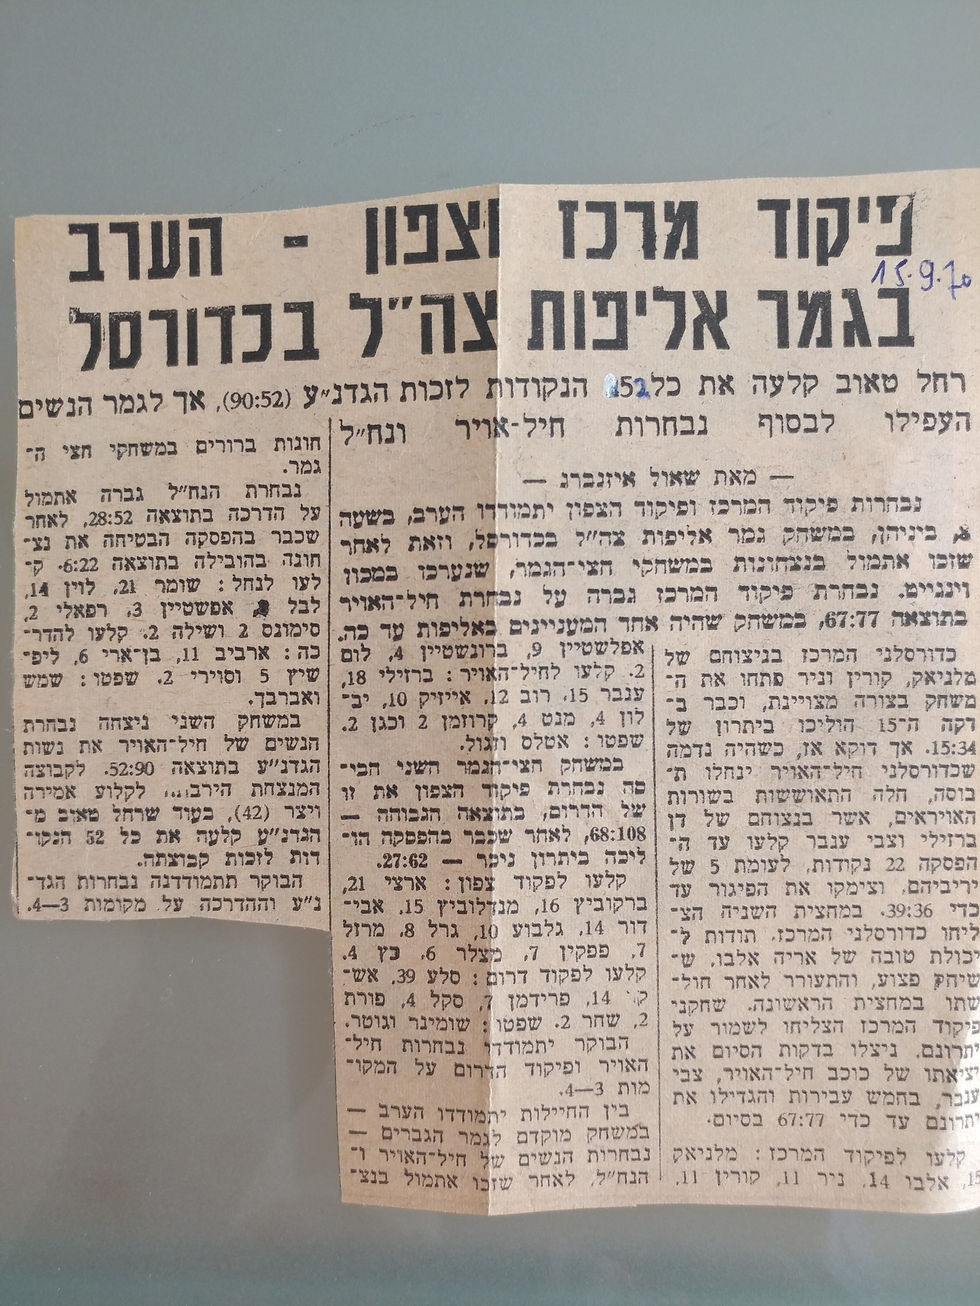 פיקוד מרכז וצפון - הערב
15.9.70
בגמר אליפות צה״ל בכדורסל
רחל טאוב קלעה את כל 52 הנקודות לזכות הגדנ״ע (90:52), אך לגמר הנשים
העפילו לבסוף נבחרות חיל־אויר ונח״ל
— מאת שאול איזנברג —
נבחרות פיקוד המרכז ופיקוד הצפון יתמודדו הערב, בשעה
8, ביניהן, במשחק גמר אליפות צה״ל בכדורסל, וזאת לאחר
שזכו אתמול בנצחונות במשחקי חצי־הגמר, שנערכו במכון
וינגייט. נבחרת פיקוד המרכז גברה על נבחרת חיל־האויר
בתוצאה 67:77, במשחק שהיה אחד המעניינים באליפות עד כה.
כדורסלני המרכז בניצוחם של
מלניאק, קורין וניר פתחו את ה־
משחק בצורה מצויינת, וכבר ב־
דקה ה־15 הוליכו ביתרון של
15:34. אך דוקא אז, כשהיה נדמה
שכדורסלני חיל־האויר ינחלו ת־
בוסה, חלה התאוששות בשורות
האויראים, אשר בנצוחם של דן
ברזילי וצבי ענבר קלעו עד ה־
הפסקה 22 נקודות, לעומת 5 של
יריביהם, וצימקו את הפיגור עד
כדי 39:36. במחצית השניה הצ־
ליחו כדורסלני המרכז, תודות ל־
יכולת טובה של אריה אלבו, ש־
שיחק פצוע, והתעורר לאחר חול־
שתו במחצית הראשונה. שחקני
פיקוד המרכז הצליחו לשמור על
יתרונם, ניצלו בדקות הסיום את
יציאתו של כוכב חיל־האויר, צבי
ענבר, בחמש עבירות והגדילו את
יתרונם עד כדי 67:77 בסיום.
קלעו לפיקוד המרכז: מלניאק
15, אלבו 14, ניר 11, קורין 11,
אפלשטיין 9, ברונשטיין 4, לום
2. קלעו לחיל־האויר: ברזילי 18,
ענבר 15, רוב 12, אייזיק 10, יב־
לון 4, מנט 4, קרוזמן 2 וכגן 2.
שפטו: אטלס וזגול.
במשחק חצי־הגמר השני הבי־
סה נבחרת פיקוד הצפון את זו
של הדרום, בתוצאה הגבוהה —
68:108, לאחר שכבר בהפסקה הו־
ליכה ביתרון ניכר — 27:62.
קלעו לפקוד צפון: ארצי 21,
ברקוביץ 16, מנדלוביץ 15, אבי־
דור 14, גלבוע 10, גרל 8, מרזל
7, פפקין 7, מצלר 6, כץ 4.
קלעו לפקוד דרום: סלע 39, אש־
14, פרידמן 7, סקל 4, פורת
2, שחר 2. שפטו: שומינר וגוטר.
הבוקר יתמודדו נבחרות חיל־
האויר ופיקוד הדרום על המקו־
מות 3—4.
בין החיילות יתמודדו הערב —
במשחק מוקדם לגמר הגברים —
נבחרות הנשים של חיל־האויר ו־
הנח״ל, לאחר שזכו אתמול בנצ־
חונות ברורים במשחקי חצי ה־
גמר.
נבחרת הנח״ל גברה אתמול
על הדרכה בתוצאה 28:52, לאחר
שכבר בהפסקה הבטיחה את נצ־
חונה בהובילה בתוצאה 6:22. ק־
לעו לנחל: שומר 21, לוין 14,
לבל אפשטיין 3, רפאלי 2,
סימונס 2 ושילה 2. קלעו להדר־
כה: ארביב 11, בן־ארי 6, ליפ־
שיץ 5 וסוירי 2. שפטו: שמש
ואברבך.
במשחק השני ניצחה נבחרת
הנשים של חיל־האויר את נשות
הגדנ״ע בתוצאה 52:90. לקבוצה
המנצחת לקלוע אמירה
ויצר (42), בעוד שרחל טאוב מ־
הגדנ״ע קלעה את כל 52 הנקו־
דות לזכות קבוצתה.
הבוקר תתמודדנה נבחרות הגד־
נ״ע וההדרכה על מקומות 3—4.